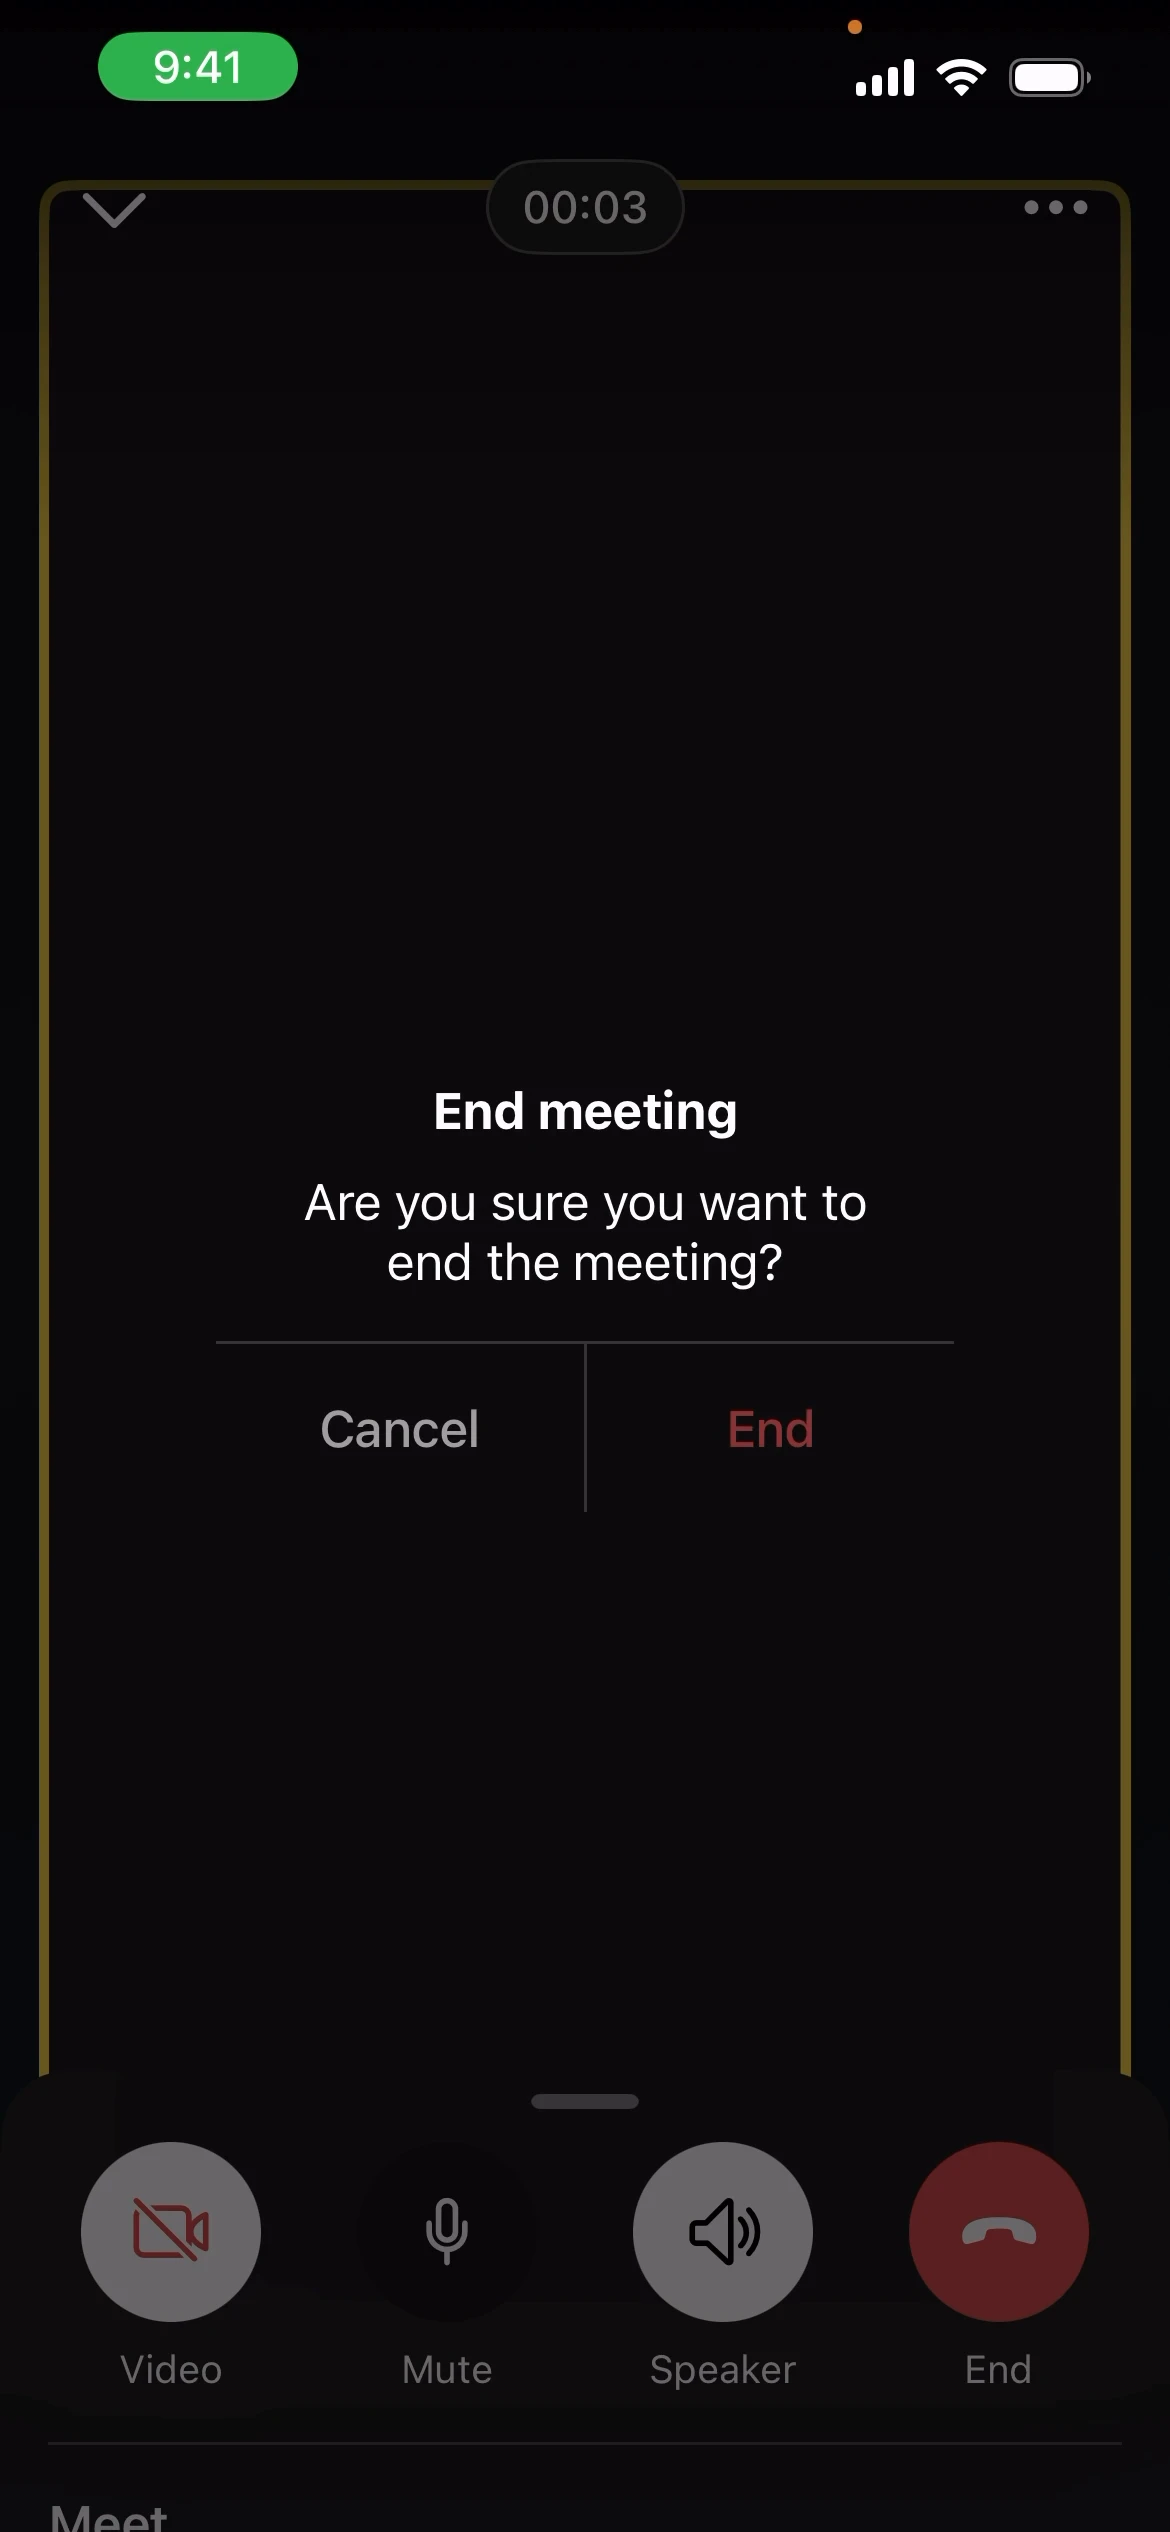 9:41
00:03
End meeting
Are you sure you want to
end the meeting?
Cancel
End
Video
Mute
Speaker
End
Meet